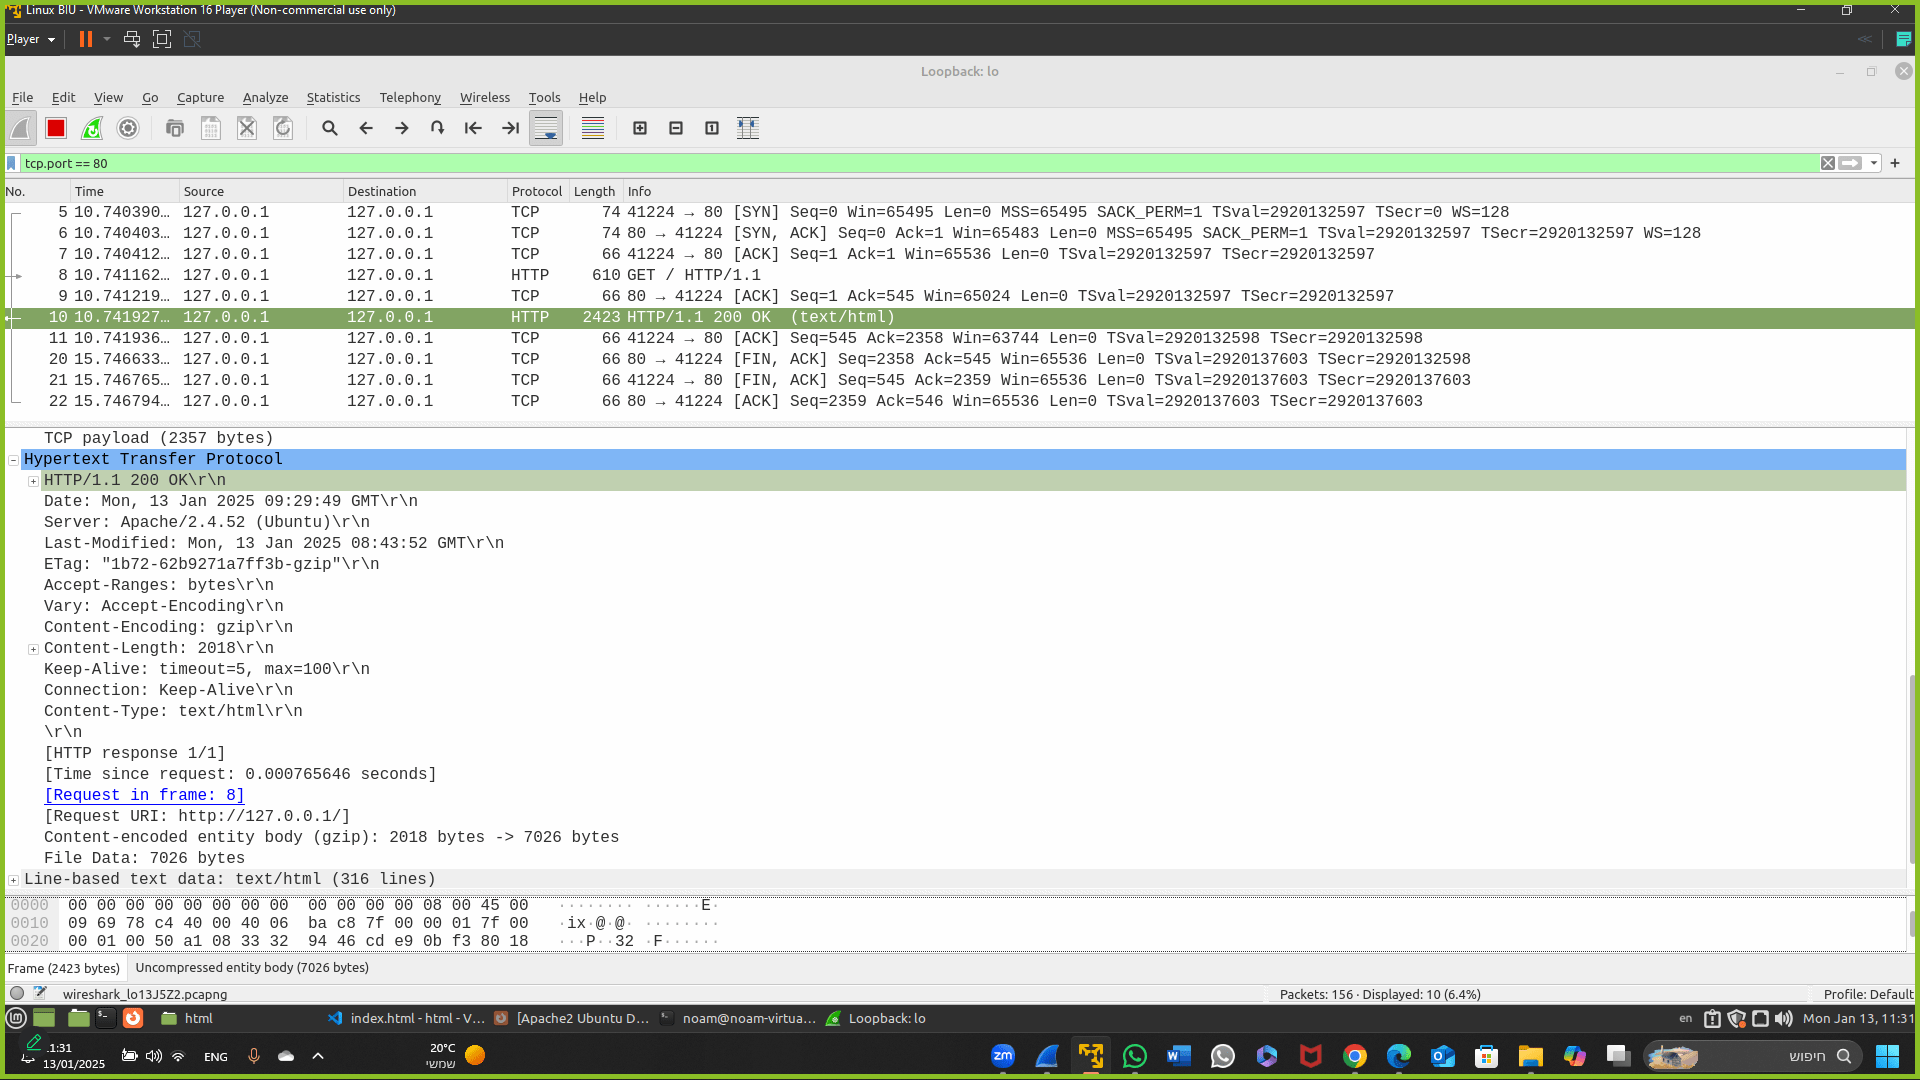 Linux BIU - VMware Workstation 16 Player (Non-commercial use only)
Player
Loopback: lo
File Edit View Go Capture Analyze Statistics Telephony Wireless Tools Help
tcp.port == 80
No. Time Source Destination Protocol Length Info
5 10.740390… 127.0.0.1 127.0.0.1 TCP 74 41224 → 80 [SYN] Seq=0 Win=65495 Len=0 MSS=65495 SACK_PERM=1 TSval=2920132597 TSecr=0 WS=128
6 10.740403… 127.0.0.1 127.0.0.1 TCP 74 80 → 41224 [SYN, ACK] Seq=0 Ack=1 Win=65483 Len=0 MSS=65495 SACK_PERM=1 TSval=2920132597 TSecr=2920132597 WS=128
7 10.740412… 127.0.0.1 127.0.0.1 TCP 66 41224 → 80 [ACK] Seq=1 Ack=1 Win=65536 Len=0 TSval=2920132597 TSecr=2920132597
8 10.741162… 127.0.0.1 127.0.0.1 HTTP 610 GET / HTTP/1.1
9 10.741219… 127.0.0.1 127.0.0.1 TCP 66 80 → 41224 [ACK] Seq=1 Ack=545 Win=65024 Len=0 TSval=2920132597 TSecr=2920132597
10 10.741927… 127.0.0.1 127.0.0.1 HTTP 2423 HTTP/1.1 200 OK  (text/html)
11 10.741936… 127.0.0.1 127.0.0.1 TCP 66 41224 → 80 [ACK] Seq=545 Ack=2358 Win=63744 Len=0 TSval=2920132598 TSecr=2920132598
20 15.746633… 127.0.0.1 127.0.0.1 TCP 66 80 → 41224 [FIN, ACK] Seq=2358 Ack=545 Win=65536 Len=0 TSval=2920137603 TSecr=2920132598
21 15.746765… 127.0.0.1 127.0.0.1 TCP 66 41224 → 80 [FIN, ACK] Seq=545 Ack=2359 Win=65536 Len=0 TSval=2920137603 TSecr=2920137603
22 15.746794… 127.0.0.1 127.0.0.1 TCP 66 80 → 41224 [ACK] Seq=2359 Ack=546 Win=65536 Len=0 TSval=2920137603 TSecr=2920137603
TCP payload (2357 bytes)
Hypertext Transfer Protocol
HTTP/1.1 200 OK\r\n
Date: Mon, 13 Jan 2025 09:29:49 GMT\r\n
Server: Apache/2.4.52 (Ubuntu)\r\n
Last-Modified: Mon, 13 Jan 2025 08:43:52 GMT\r\n
ETag: "1b72-62b9271a7ff3b-gzip"\r\n
Accept-Ranges: bytes\r\n
Vary: Accept-Encoding\r\n
Content-Encoding: gzip\r\n
Content-Length: 2018\r\n
Keep-Alive: timeout=5, max=100\r\n
Connection: Keep-Alive\r\n
Content-Type: text/html\r\n
\r\n
[HTTP response 1/1]
[Time since request: 0.000765646 seconds]
[Request in frame: 8]
[Request URI: http://127.0.0.1/]
Content-encoded entity body (gzip): 2018 bytes -> 7026 bytes
File Data: 7026 bytes
Line-based text data: text/html (316 lines)
0000 00 00 00 00 00 00 00 00 00 00 00 00 08 00 45 00 ········ ······E·
0010 09 69 78 c4 40 00 40 06 ba c8 7f 00 00 01 7f 00 ·ix·@·@· ········
0020 00 01 00 50 a1 08 33 32 94 46 cd e9 0b f3 80 18 ···P··32 ·F······
Frame (2423 bytes) Uncompressed entity body (7026 bytes)
wireshark_lo13J5Z2.pcapng Packets: 156 · Displayed: 10 (6.4%) Profile: Default
html index.html - html - V... [Apache2 Ubuntu D... noam@noam-virtua... Loopback: lo en Mon Jan 13, 11:31
11:31
13/01/2025
ENG
20°C
שמשי
zm
חיפוש